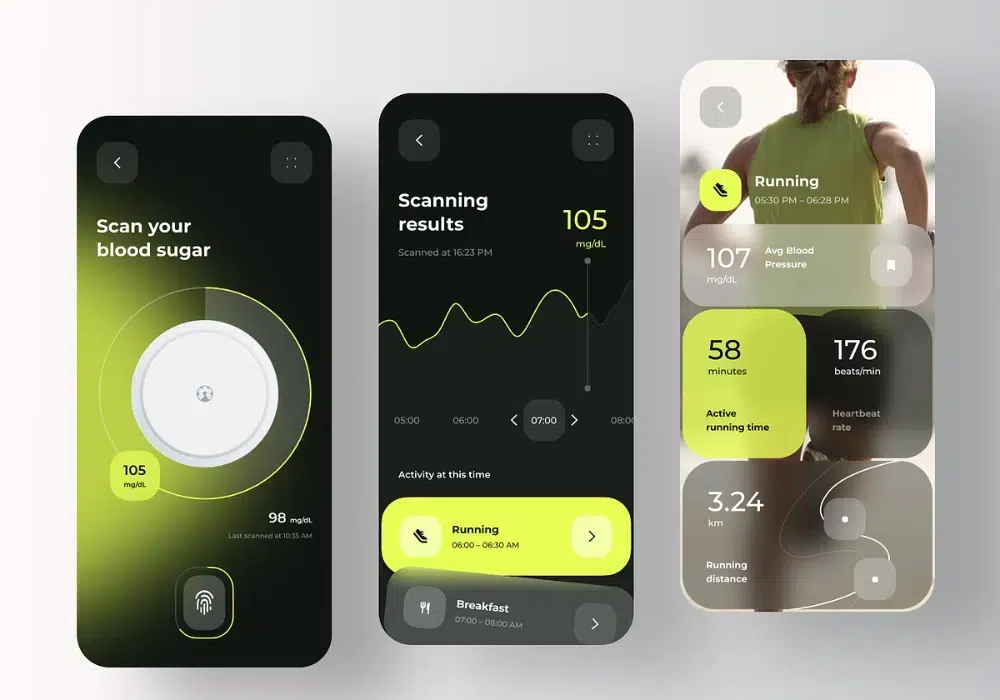 Scan your
blood sugar
105
mg/dL
98 mg/dL
Last scanned at 10:35 AM
Scanning
results
105
mg/dL
Scanned at 16:23 PM
05:00 06:00 07:00 08:00
Activity at this time
Running
06:00 – 06:30 AM
Breakfast
07:00 – 08:00 AM
Running
05:30 PM – 06:28 PM
107
mg/dL
Avg Blood
Pressure
58
minutes
Active
running time
176
beats/min
Heartbeat
rate
3.24
km
Running
distance